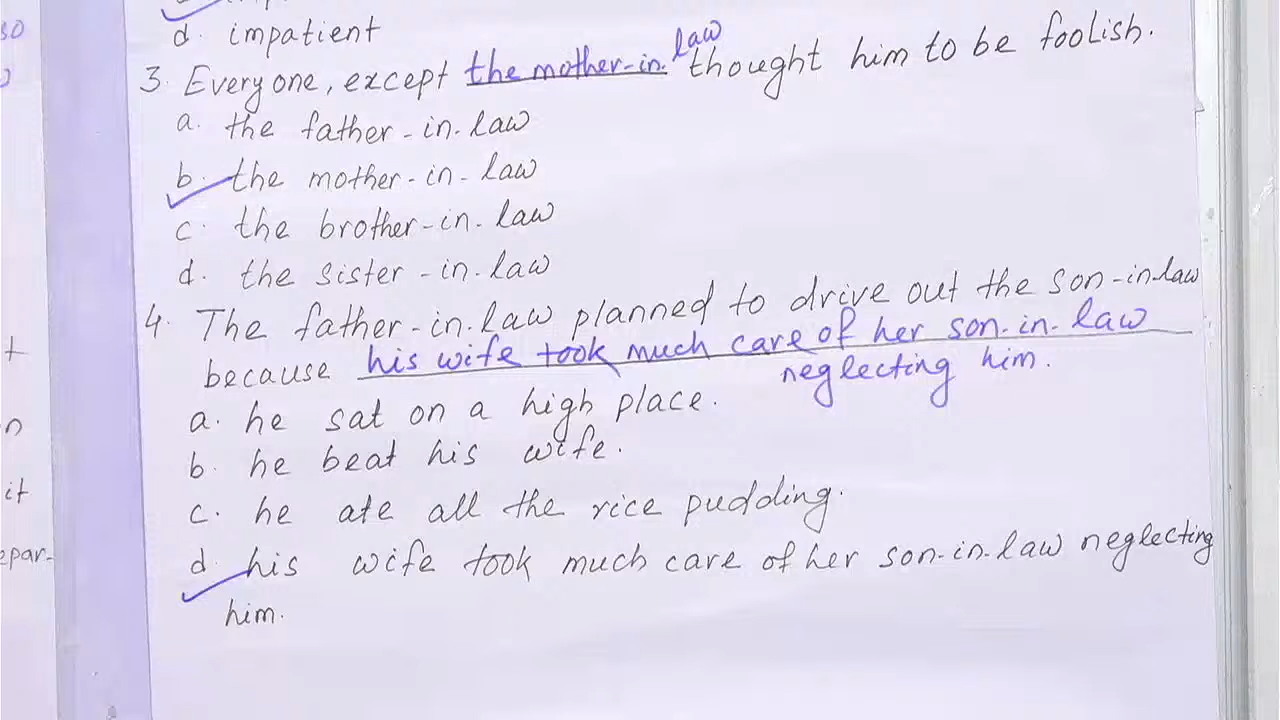 so
d. impatient
3. Everyone, except the mother-in-law thought him to be foolish.
a. the father-in-law
b. the mother-in-law
c. the brother-in-law
d. the sister-in-law
4. The father-in-law planned to drive out the son-in-law
because his wife took much care of her son-in-law
neglecting him.
a. he sat on a high place.
b. he beat his wife.
c. he ate all the rice pudding.
d. his wife took much care of her son-in-law neglecting
him.
t
n
it
epar-